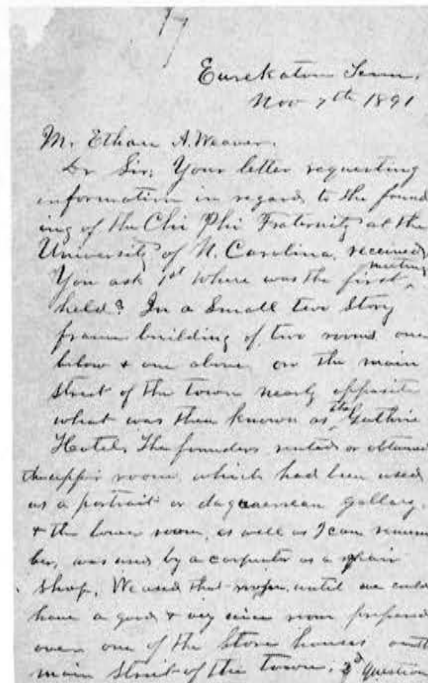 Eurekaton Tenn.
Nov 7th 1891
Mr. Ethan A. Weaver.
Dr Sir; Your letter requesting
information in regard to the found
ing of the Chi Phi Fraternity at the
University of N. Carolina, received
You ask 1st Where was the first meeting
held? In a Small two Story
frame building of two rooms one
below & one above on the main
street of the town nearly opposite
what was then known as the Guthrie
Hotel. The founders rented or obtained
the upper room which had been used
as a portrait or daguerrean gallery.
& the lower room, as well as I can remem
ber, was used by a carpenter as a
shop. We used that until we could
have a good & very nice room prepared
over one of the Store houses on the
main street of the town. 3d Question